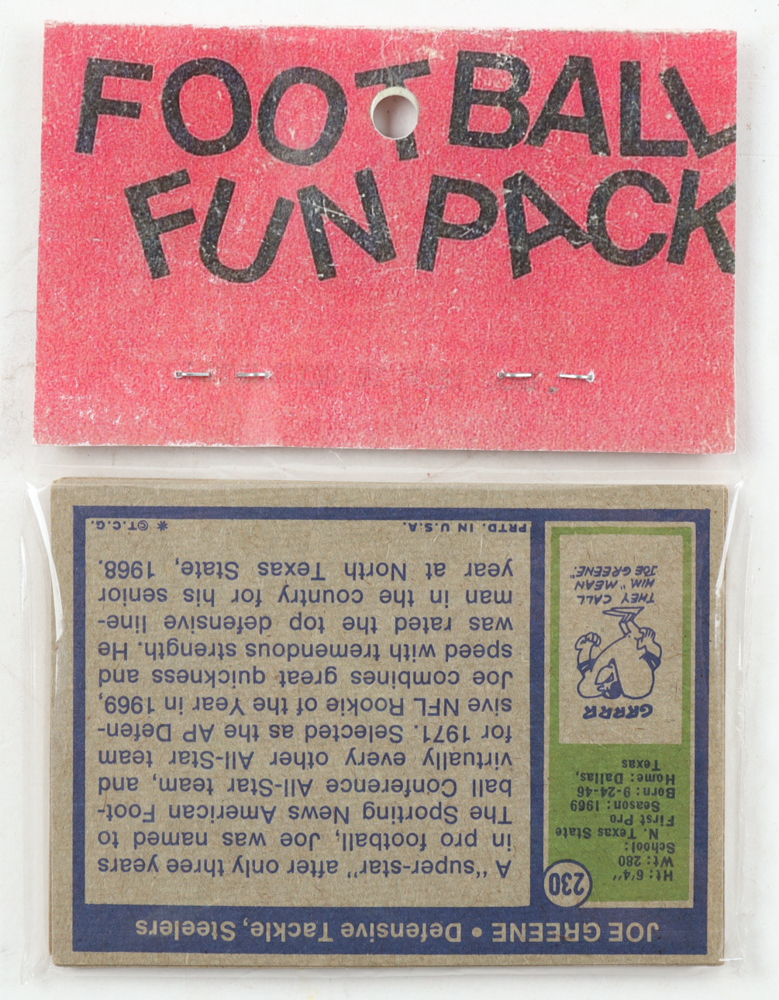 FOOTBALL
FUN PACK
JOE GREENE • Defensive Tackle, Steelers
230
Ht: 6'4"
Wt: 280
School:
N. Texas State
First Pro
Season: 1969
Born: 9-24-46
Home: Dallas,
Texas
GRRRRR
THEY CALL
HIM "MEAN
JOE GREENE".
A "super-star" after only three years
in pro football, Joe was named to
The Sporting News American Foot-
ball Conference All-Star team, and
virtually every other All-Star team
for 1971. Selected as the AP Defen-
sive NFL Rookie of the Year in 1969,
Joe combines great quickness and
speed with tremendous strength. He
was rated the top defensive line-
man in the country for his senior
year at North Texas State, 1968.
* ©T.C.G. PRTD. IN U.S.A.